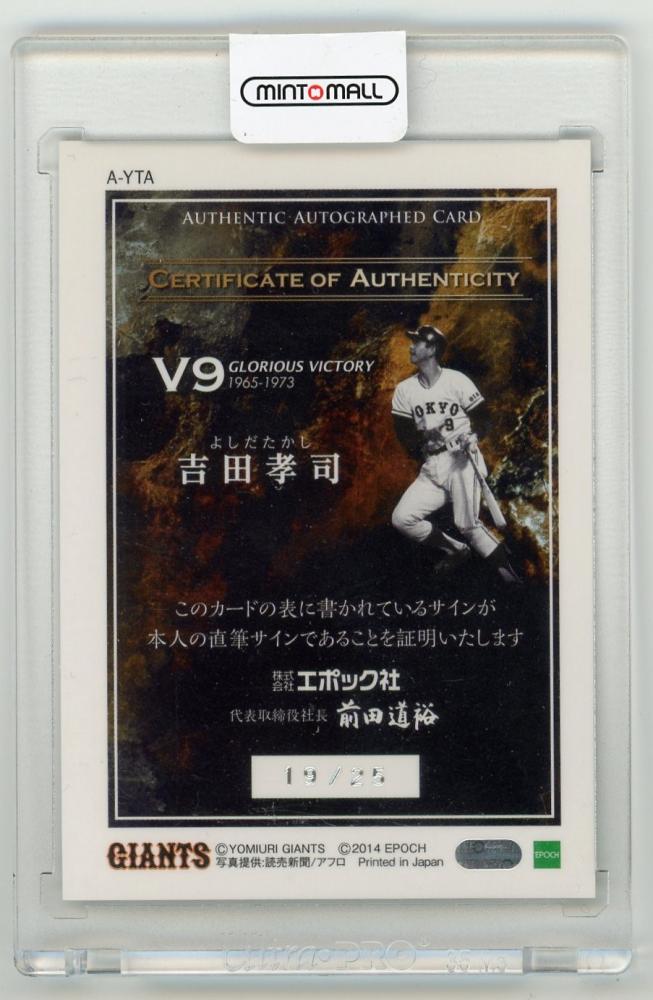 MINTOMALL
A-YTA
AUTHENTIC AUTOGRAPHED CARD
CERTIFICATE OF AUTHENTICITY
V9 GLORIOUS VICTORY
1965-1973
よしだたかし
吉田孝司
OKYO
9
このカードの表に書かれているサインが
本人の直筆サインであることを証明いたします
株式会社エポック社
代表取締役社長 前田道裕
19/25
GIANTS ©YOMIURI GIANTS ©2014 EPOCH
写真提供:読売新聞/アフロ Printed in Japan
EPOCH